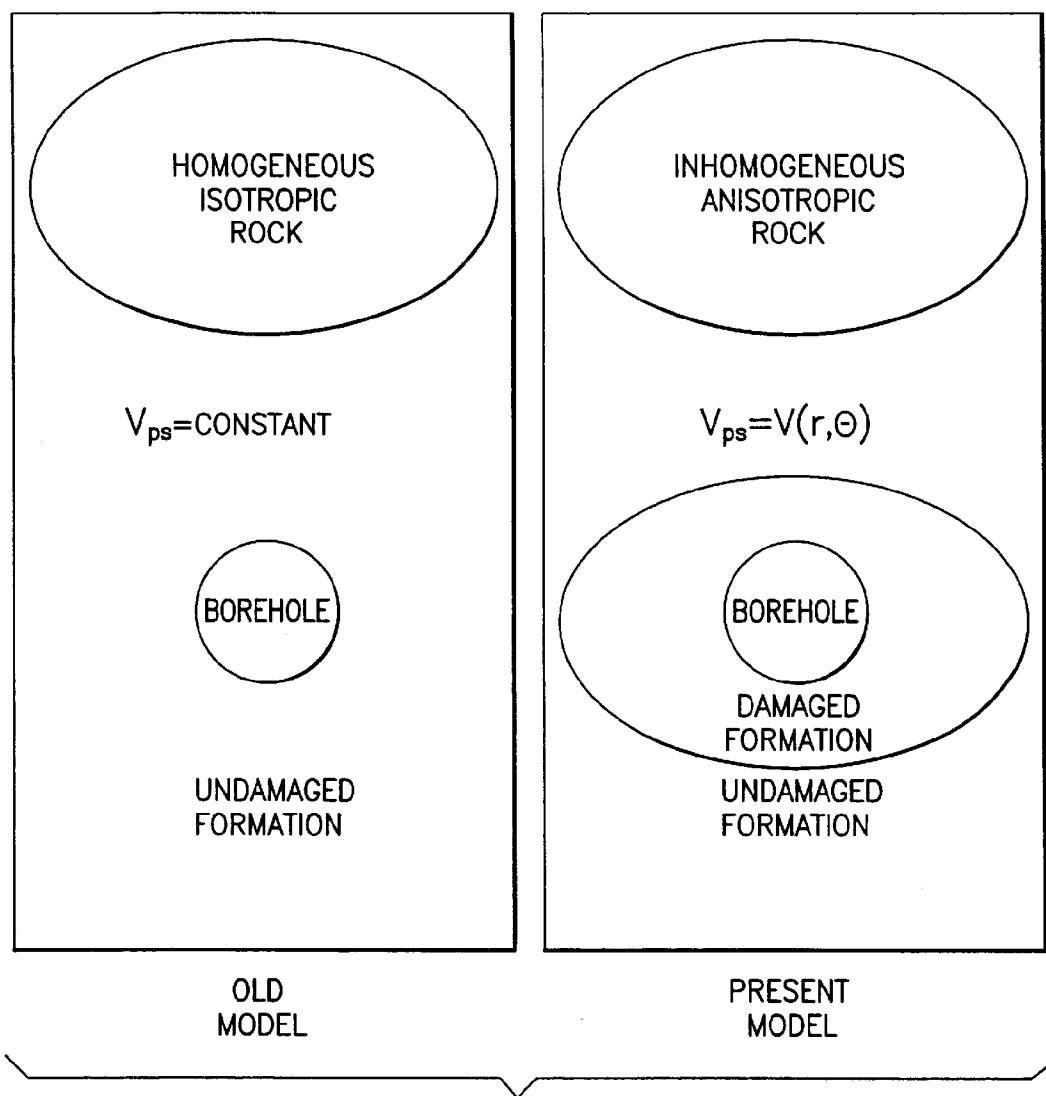 HOMOGENEOUS
ISOTROPIC
ROCK
V_ps=CONSTANT
BOREHOLE
UNDAMAGED
FORMATION
OLD
MODEL
INHOMOGENEOUS
ANISOTROPIC
ROCK
V_ps=V(r,Θ)
BOREHOLE
DAMAGED
FORMATION
UNDAMAGED
FORMATION
PRESENT
MODEL